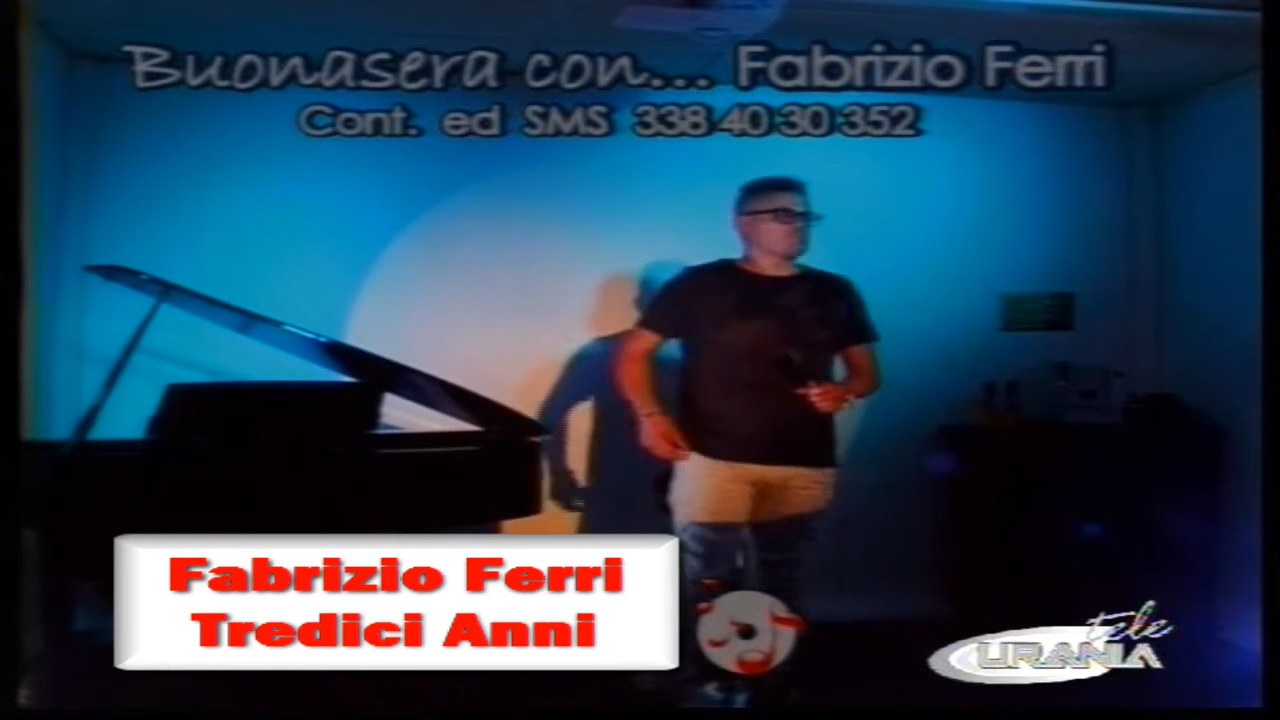 Buonasera con... Fabrizio Ferri
Cont. ed SMS 338 40 30 352
Fabrizio Ferri
Tredici Anni
tele
URANIA